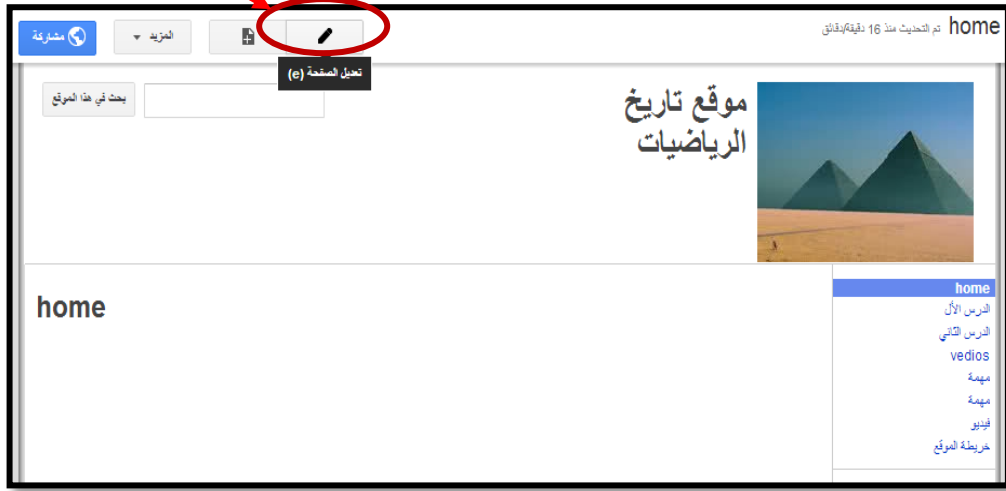 home تم التحديث منذ 16 دقيقة/دقائق
المزيد
مشاركة
تعديل الصفحة (e)
موقع تاريخ
الرياضيات
بحث في هذا الموقع
home
الدرس الأل
الدرس الثاني
vedios
مهمة
مهمة
فيديو
خريطة الموقع
home